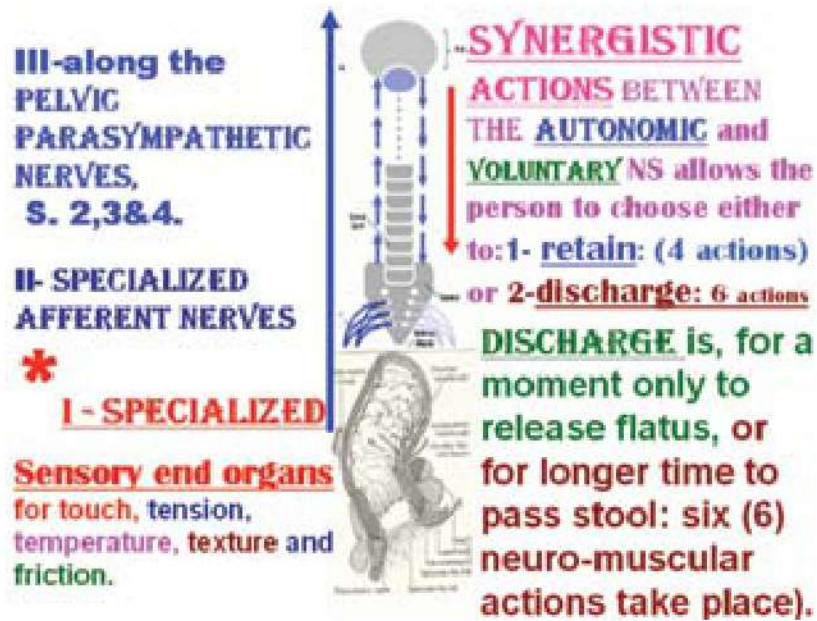 III-along the
PELVIC
PARASYMPATHETIC
NERVES,
S. 2,3&4.
II- SPECIALIZED
AFFERENT NERVES
*
I - SPECIALIZED
Sensory end organs
for touch, tension,
temperature, texture and
friction.
SYNERGISTIC
ACTIONS BETWEEN
THE AUTONOMIC and
VOLUNTARY NS allows the
person to choose either
to:1- retain: (4 actions)
or 2-discharge: 6 actions
DISCHARGE is, for a
moment only to
release flatus, or
for longer time to
pass stool: six (6)
neuro-muscular
actions take place).